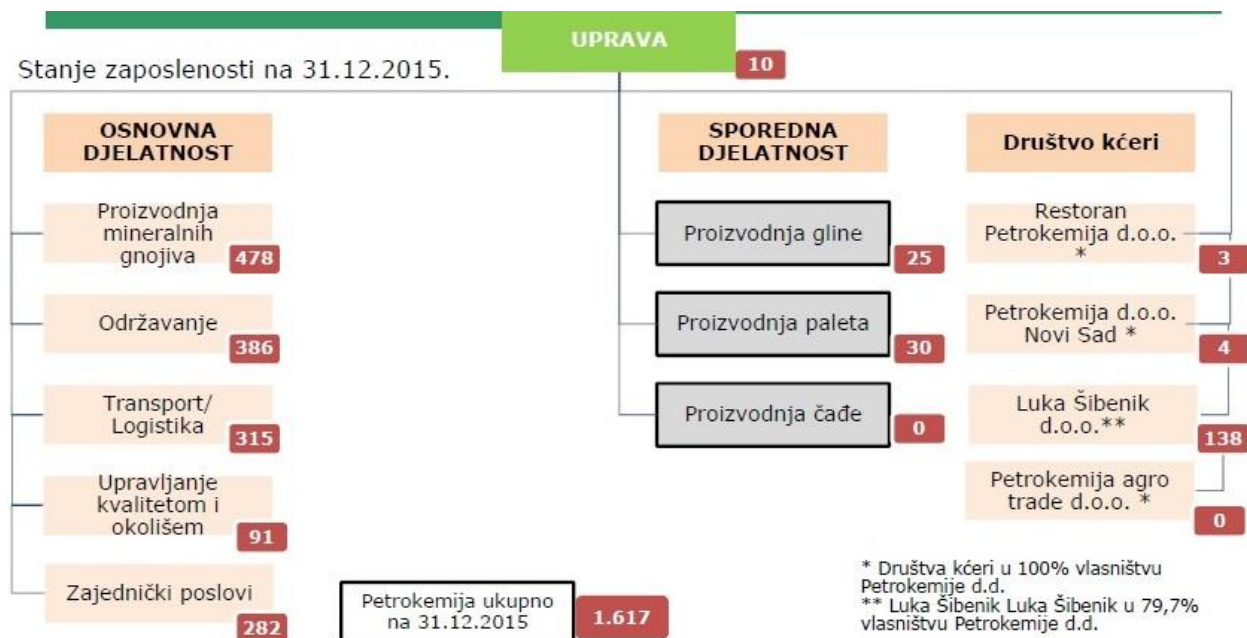 UPRAVA
10
Stanje zaposlenosti na 31.12.2015.
OSNOVNA
DJELATNOST
Proizvodnja
mineralnih
gnojiva
478
Održavanje
386
Transport/
Logistika
315
Upravljanje
kvalitetom i
okolišem
91
Zajednički poslovi
282
SPOREDNA
DJELATNOST
Proizvodnja gline
25
Proizvodnja paleta
30
Proizvodnja čađe
0
Društvo kćeri
Restoran
Petrokemija d.o.o.
*
3
Petrokemija d.o.o.
Novi Sad *
4
Luka Šibenik
d.o.o.**
138
Petrokemija agro
trade d.o.o. *
0
Petrokemija ukupno
na 31.12.2015
1.617
* Društva kćeri u 100% vlasništvu
Petrokemije d.d.
** Luka Šibenik Luka Šibenik u 79,7%
vlasništvu Petrokemije d.d.